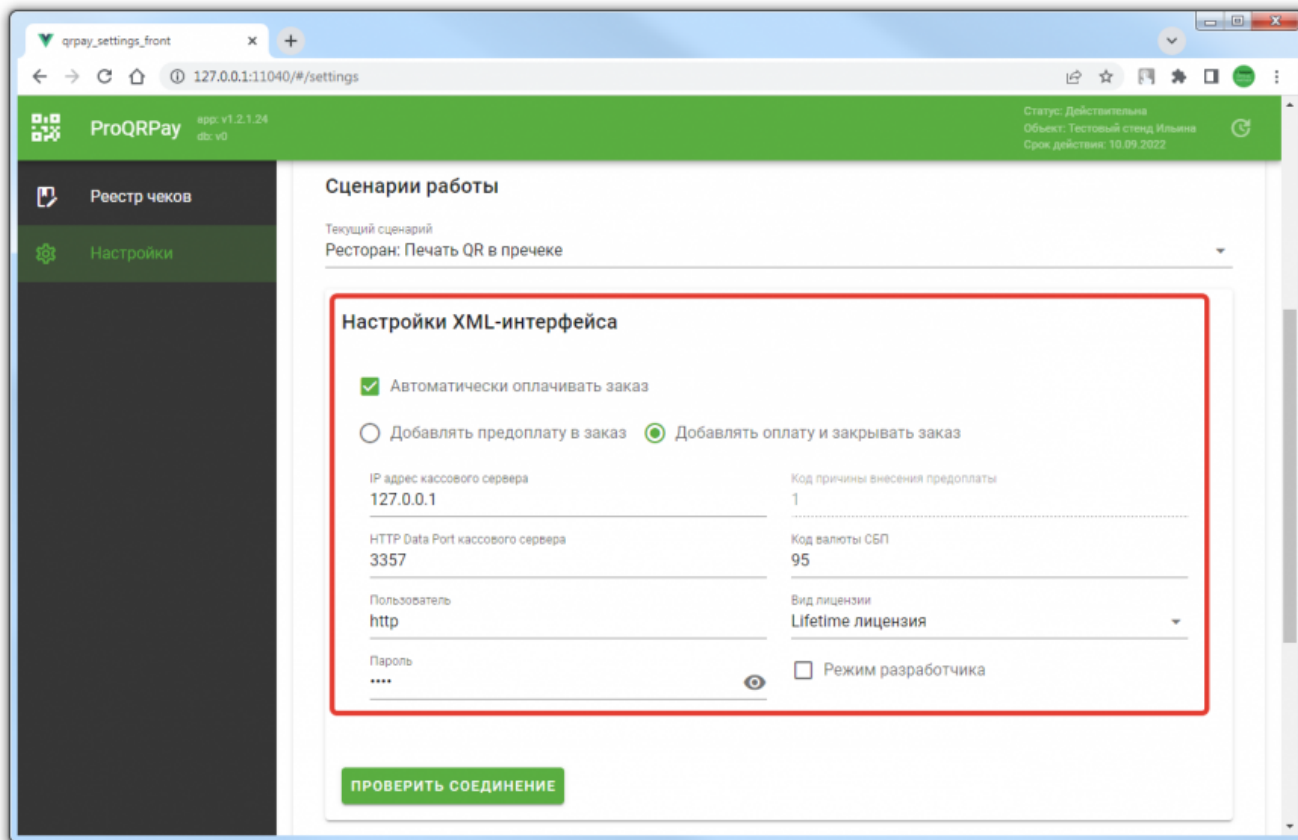 qrpay_settings_front
127.0.0.1:11040/#/settings
ProQRPay
app: v1.2.1.24
db: v0
Статус: Действительна
Объект: Тестовый стенд Ильина
Срок действия: 10.09.2022
Реестр чеков
Настройки
Сценарии работы
Текущий сценарий
Ресторан: Печать QR в пречеке
Настройки XML-интерфейса
Автоматически оплачивать заказ
Добавлять предоплату в заказ Добавлять оплату и закрывать заказ
IP адрес кассового сервера Код причины внесения предоплаты
127.0.0.1 1
HTTP Data Port кассового сервера Код валюты СБП
3357 95
Пользователь Вид лицензии
http Lifetime лицензия
Пароль
•••• Режим разработчика
ПРОВЕРИТЬ СОЕДИНЕНИЕ